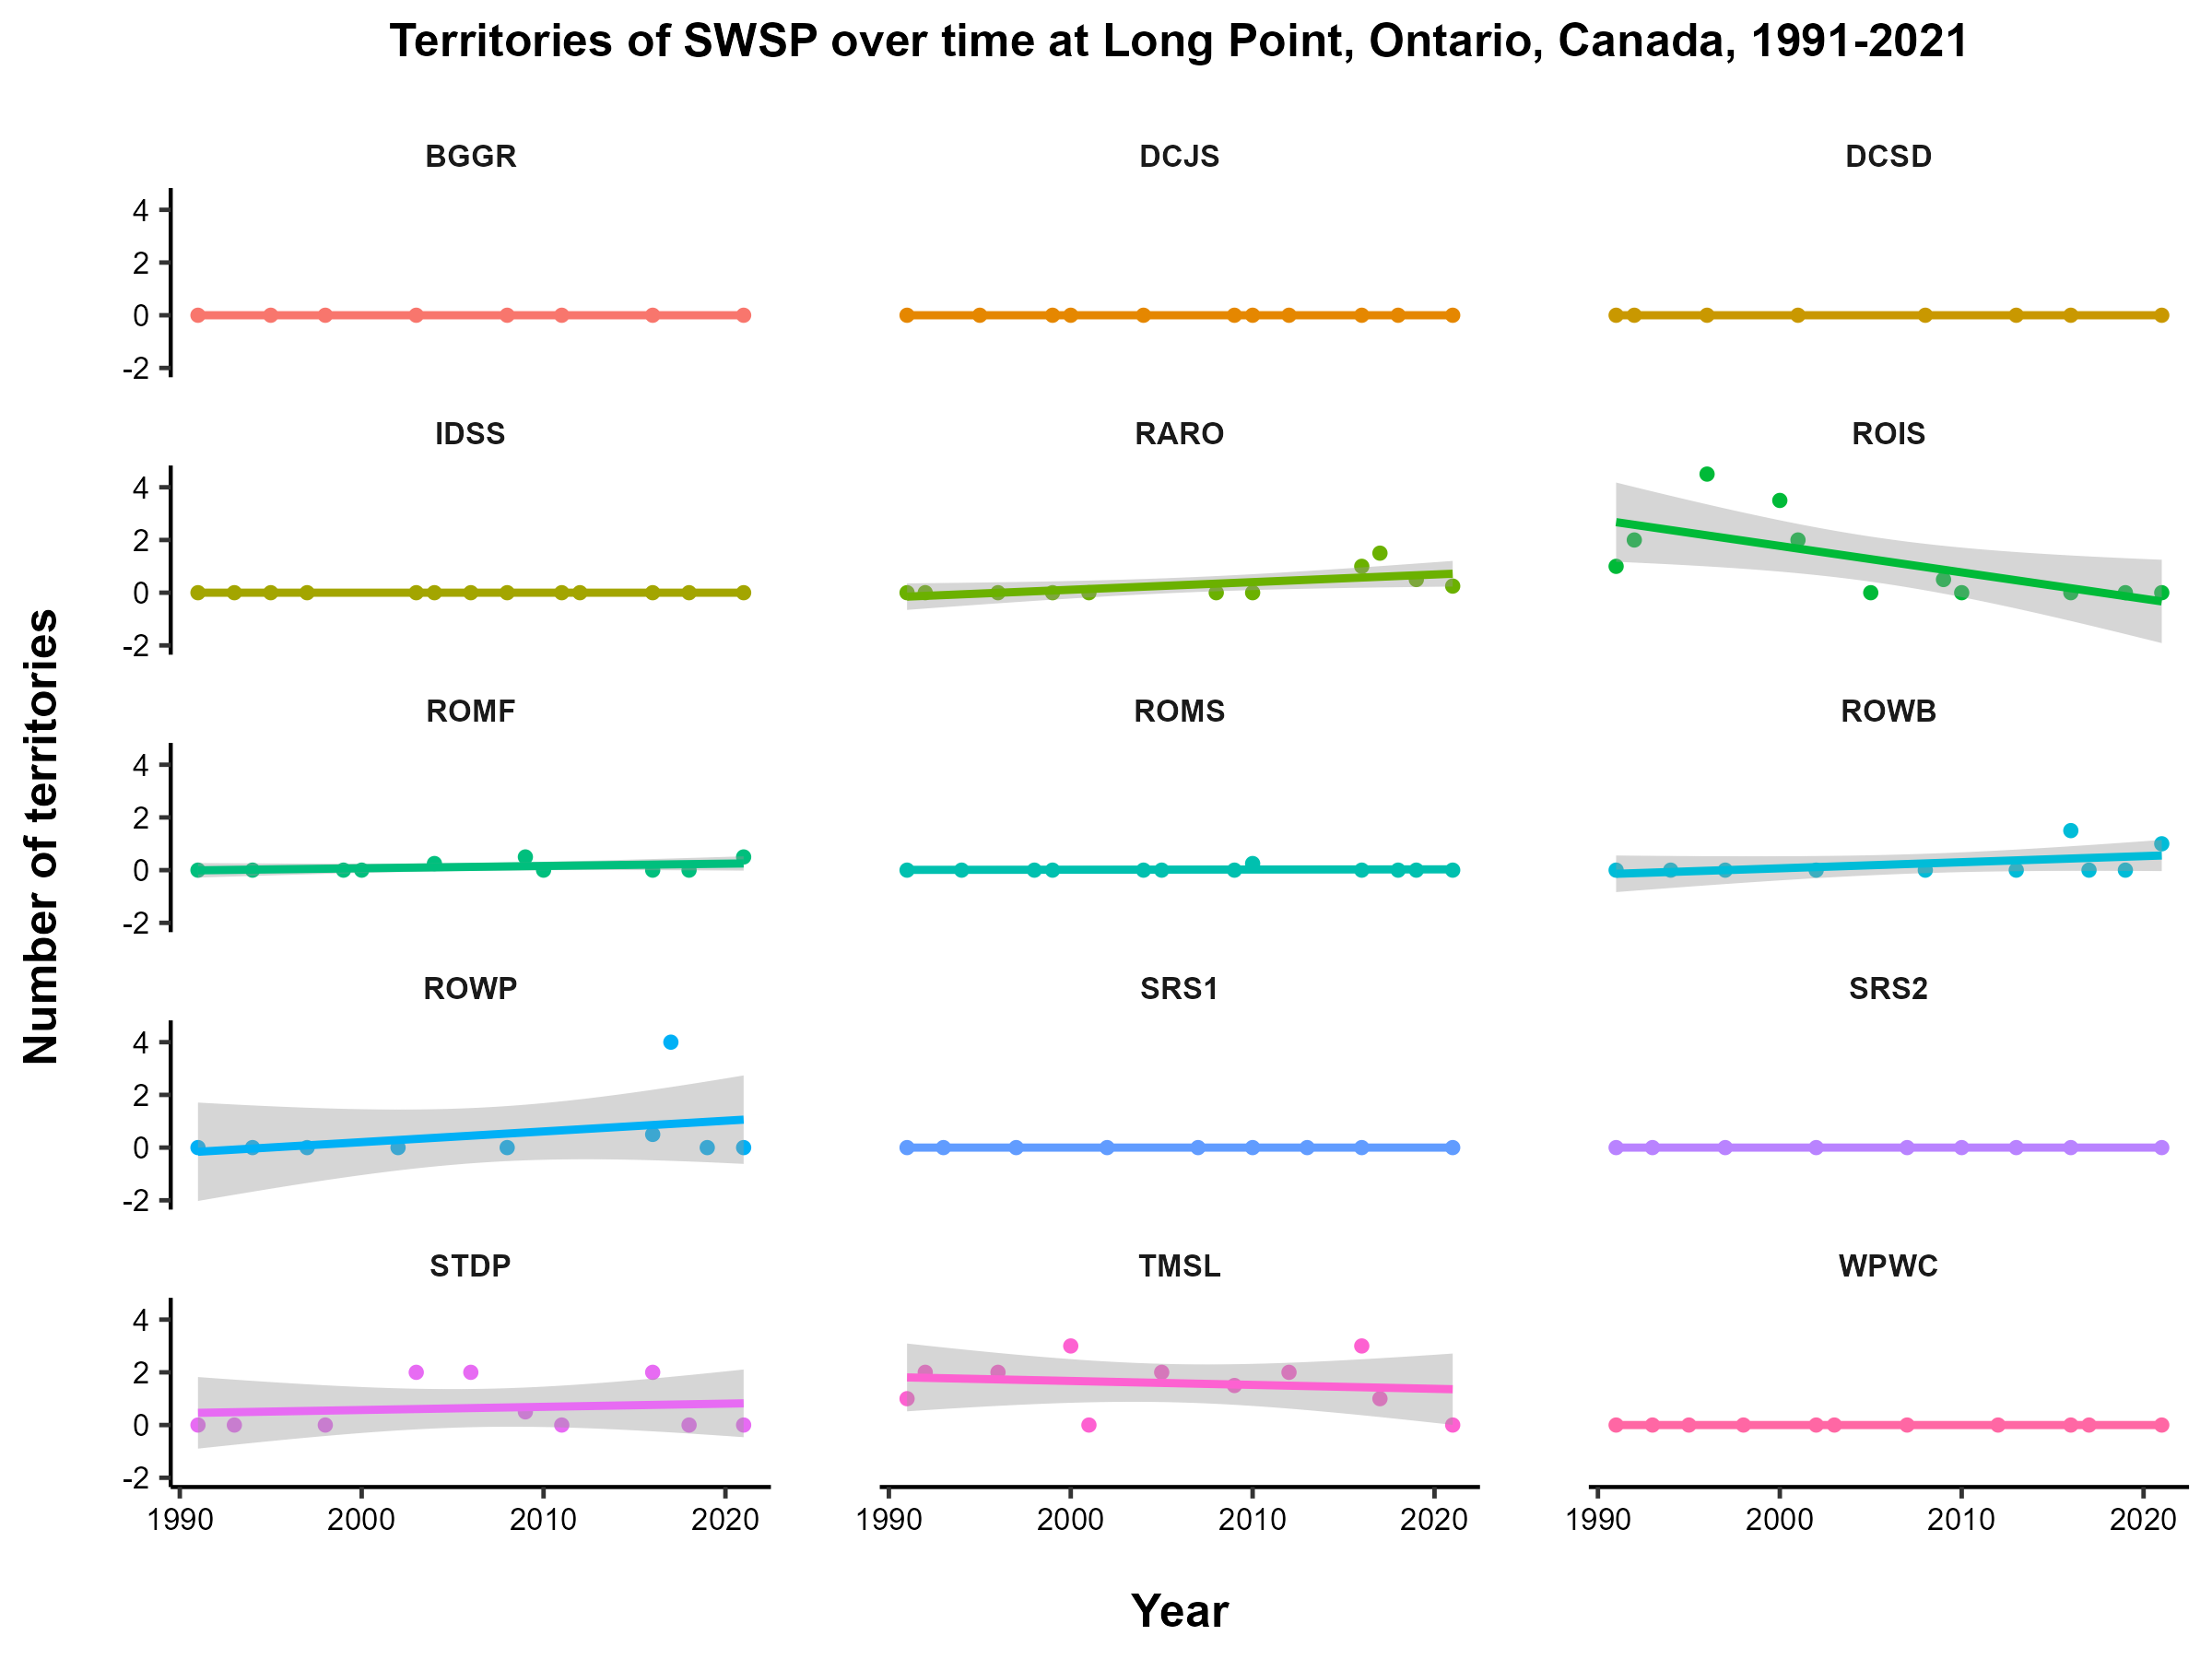 Territories of SWSP over time at Long Point, Ontario, Canada, 1991-2021
BGGR DCJS DCSD
4
2
0
-2
IDSS RARO ROIS
4
2
0
-2
ROMF ROMS ROWB
4
2
0
-2
ROWP SRS1 SRS2
4
2
0
-2
STDP TMSL WPWC
4
2
0
-2
1990 2000 2010 2020 1990 2000 2010 2020 1990 2000 2010 2020
Number of territories
Year